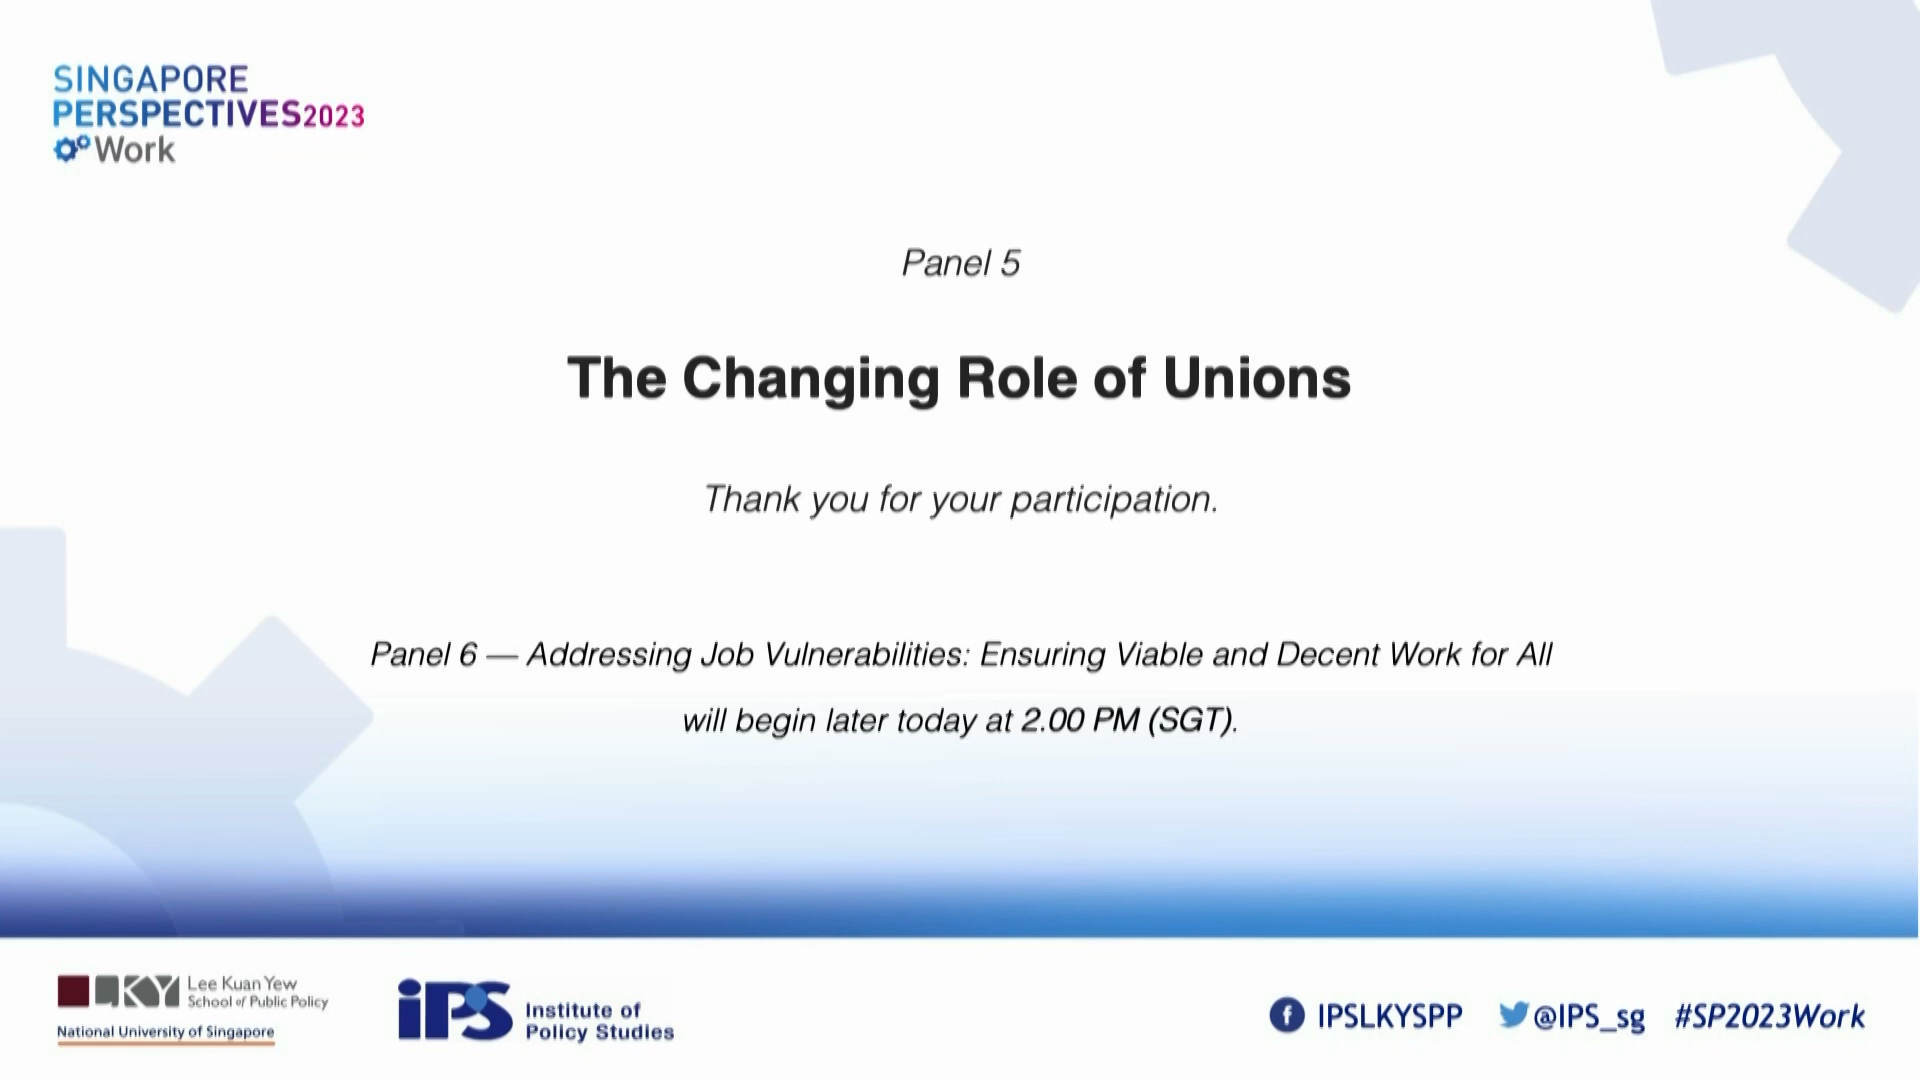 SINGAPORE
PERSPECTIVES2023
Work
Panel 5
The Changing Role of Unions
Thank you for your participation.
Panel 6 — Addressing Job Vulnerabilities: Ensuring Viable and Decent Work for All
will begin later today at 2.00 PM (SGT).
LKY Lee Kuan Yew
School of Public Policy
National University of Singapore
iPS Institute of
Policy Studies
IPSLKYSPP @IPS_sg #SP2023Work